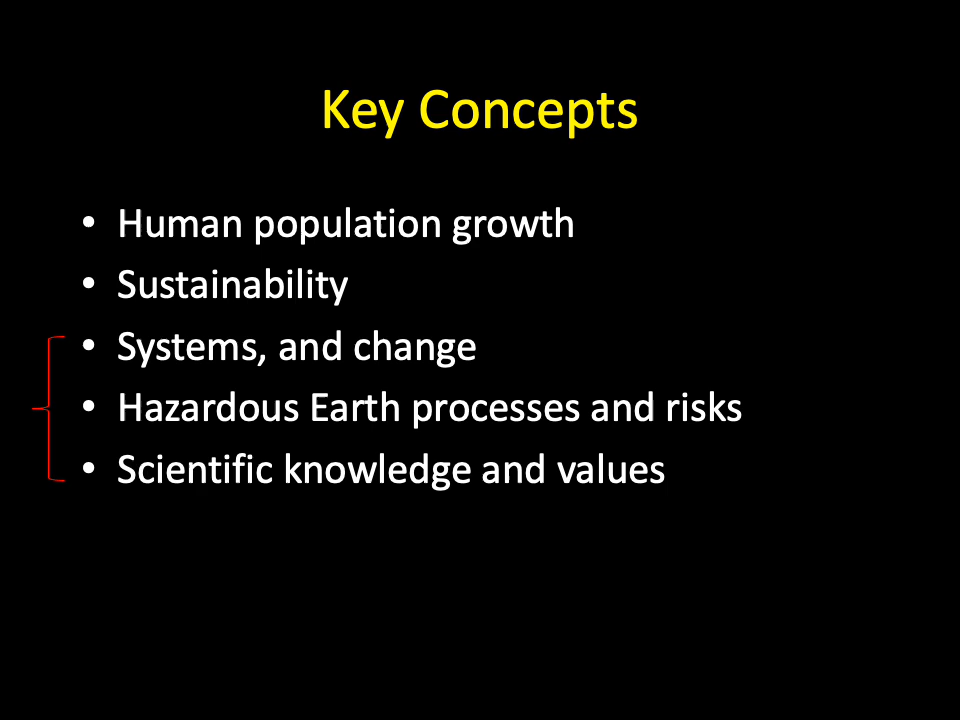 Key Concepts
• Human population growth
• Sustainability
• Systems, and change
• Hazardous Earth processes and risks
• Scientific knowledge and values